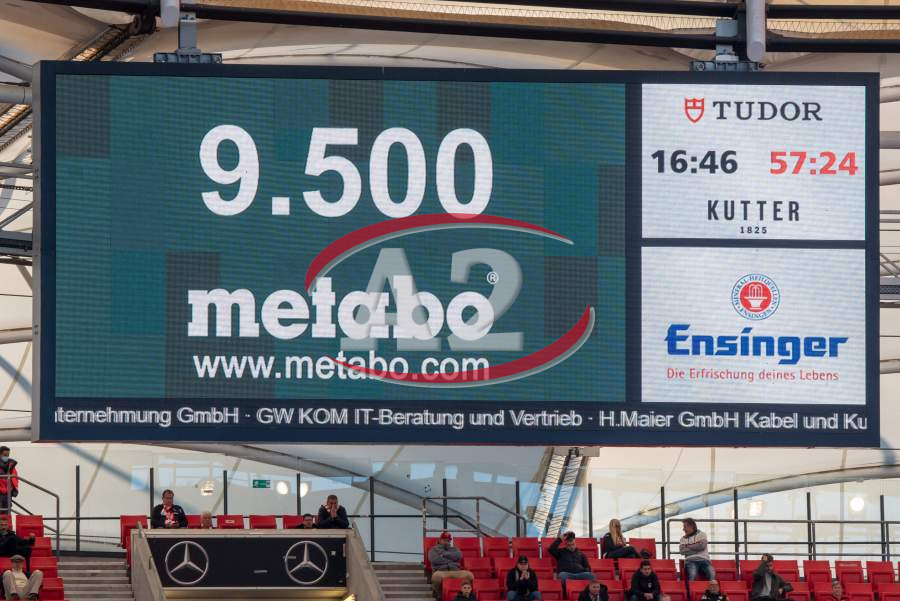 9.500
metabo®
www.metabo.com
A2
TUDOR
16:46 57:24
KUTTER
1825
Ensinger
Die Erfrischung deines Lebens
ternehmung GmbH · GW KOM IT-Beratung und Vertrieb · H.Maier GmbH Kabel und Ku